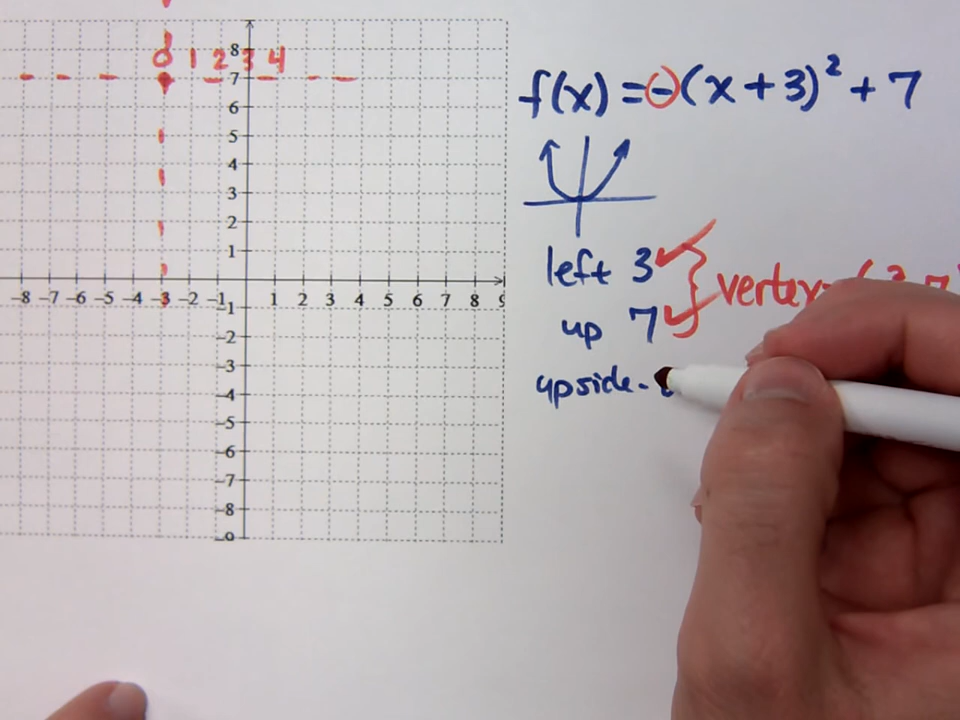 0 1 2 3 4
8
7
6
5
4
3
2
1
-8 -7 -6 -5 -4 -3 -2 -1 1 2 3 4 5 6 7 8 9
-1
-2
-3
-4
-5
-6
-7
-8
-9
f(x) = -(x+3)² + 7
left 3
up 7
vertex
upside-